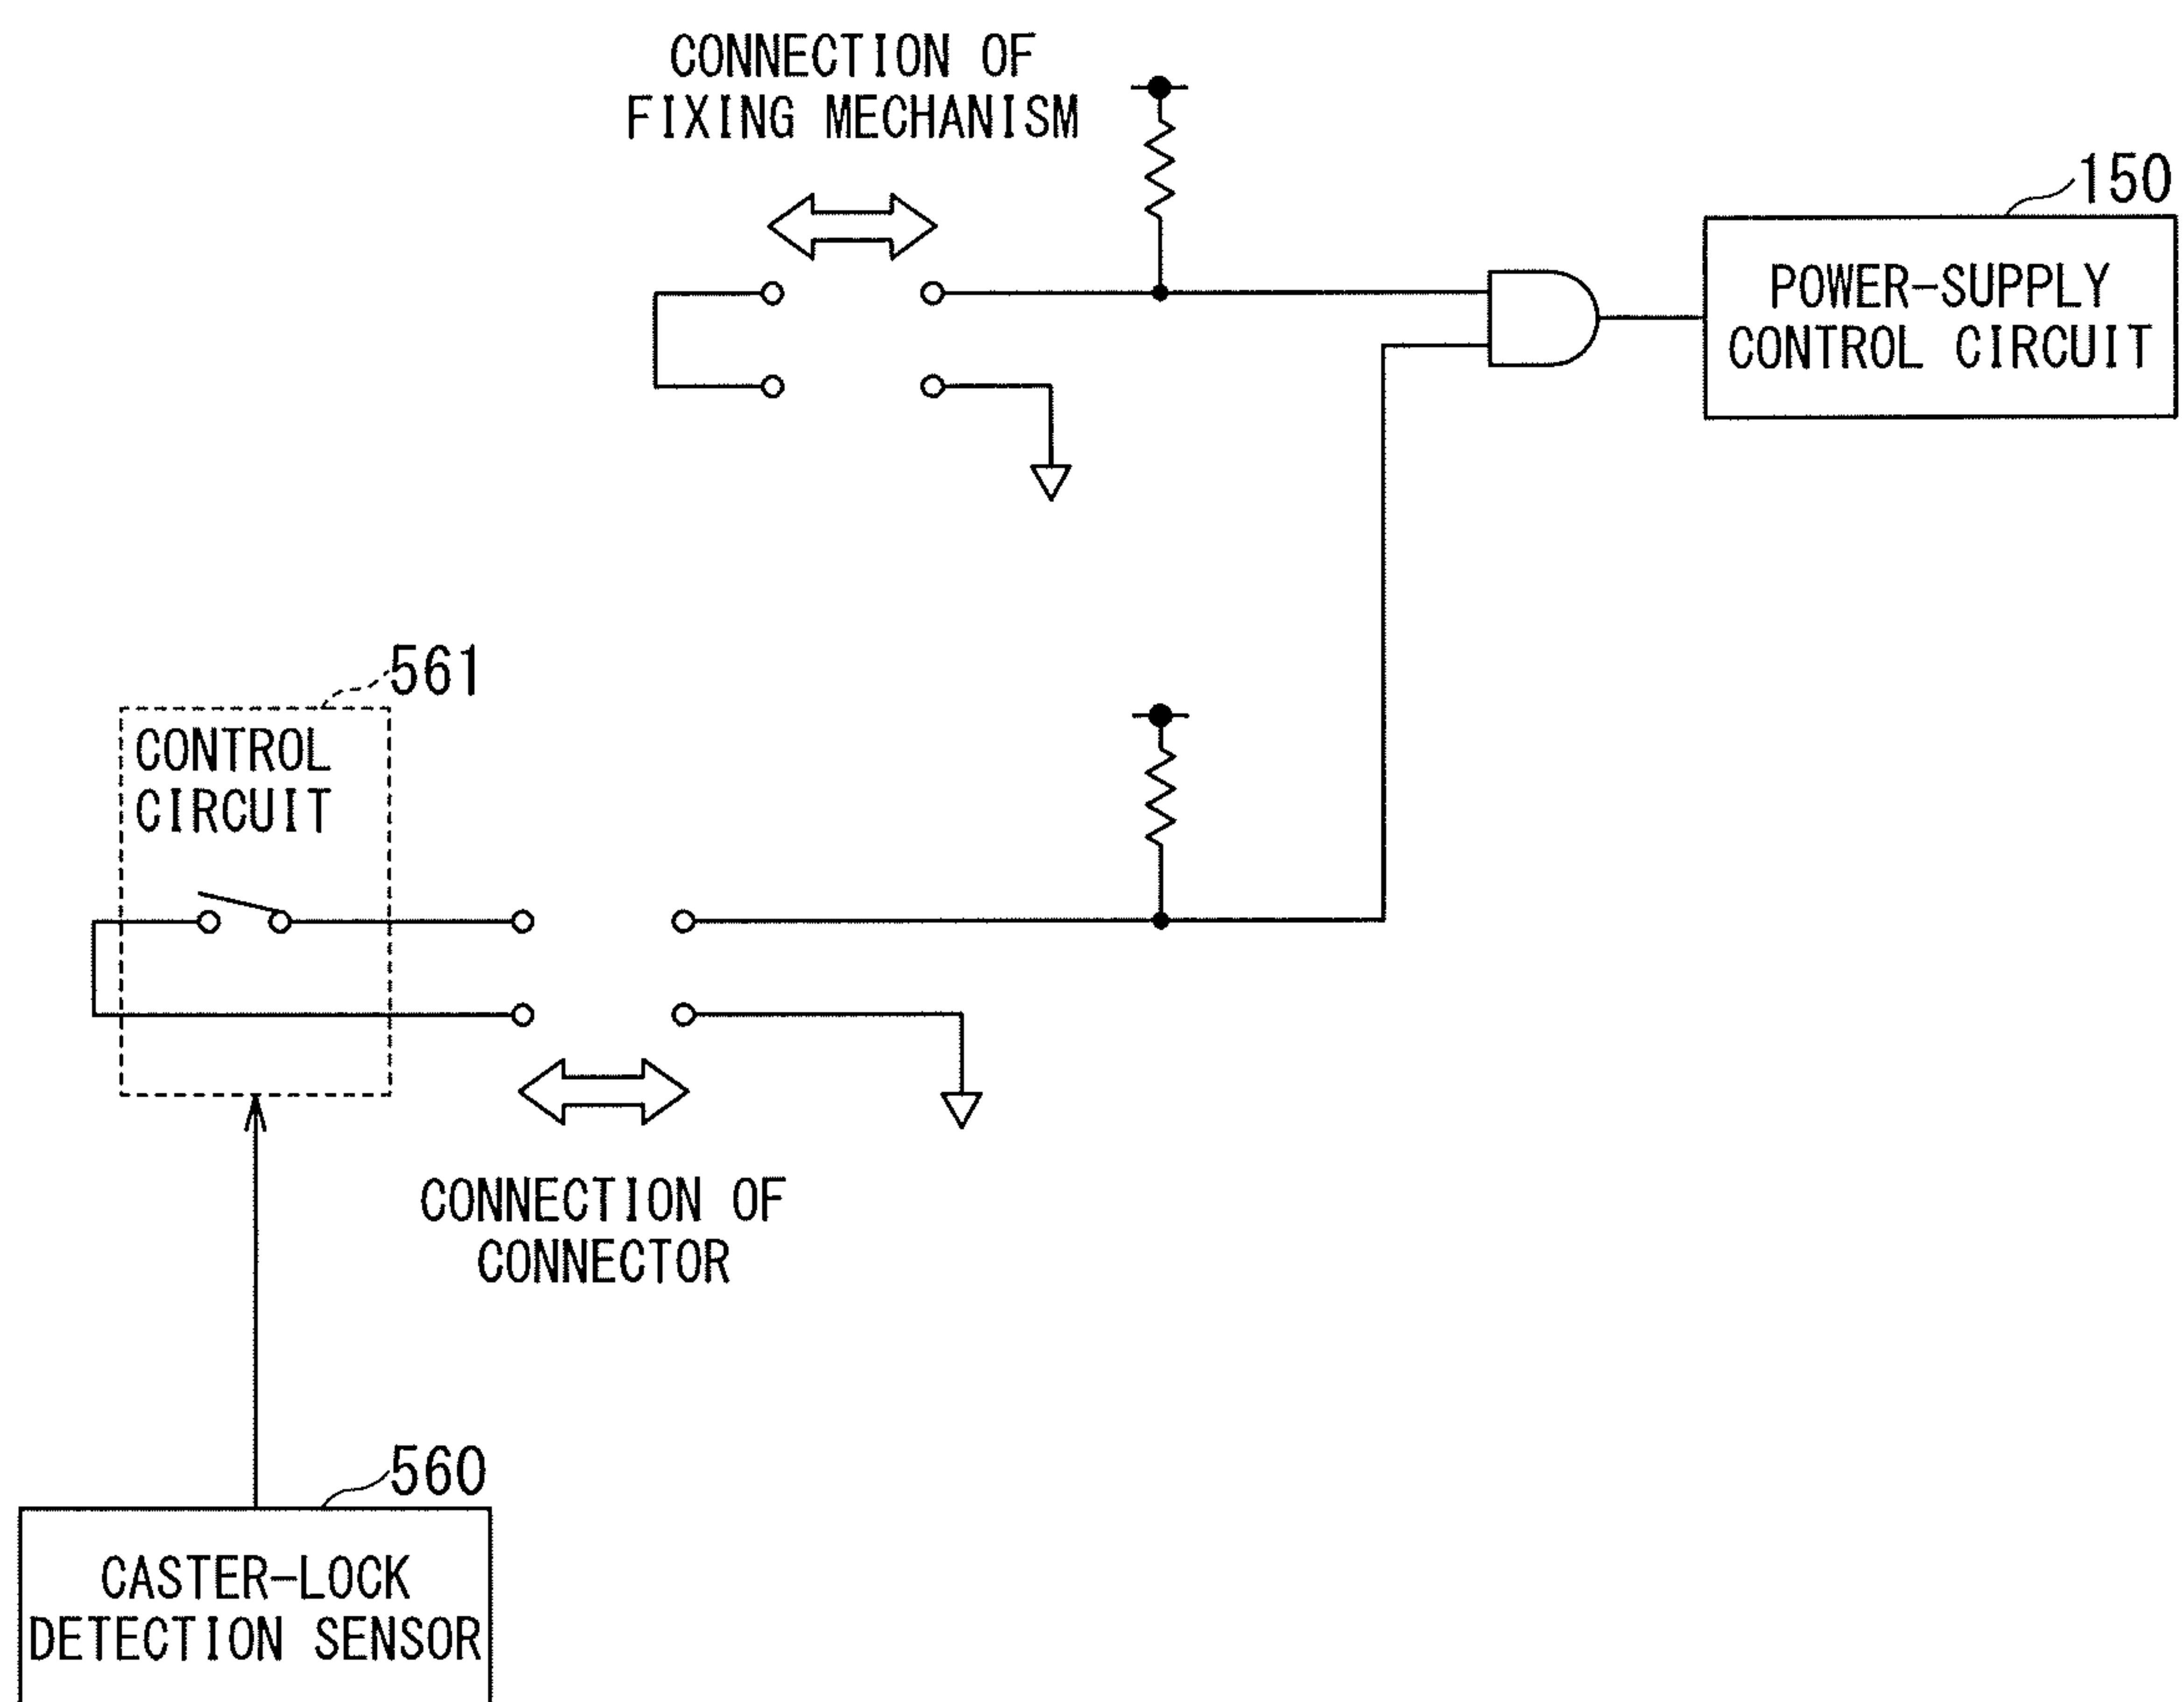 CONNECTION OF
FIXING MECHANISM
150
POWER-SUPPLY
CONTROL CIRCUIT
561
CONTROL
CIRCUIT
CONNECTION OF
CONNECTOR
560
CASTER-LOCK
DETECTION SENSOR